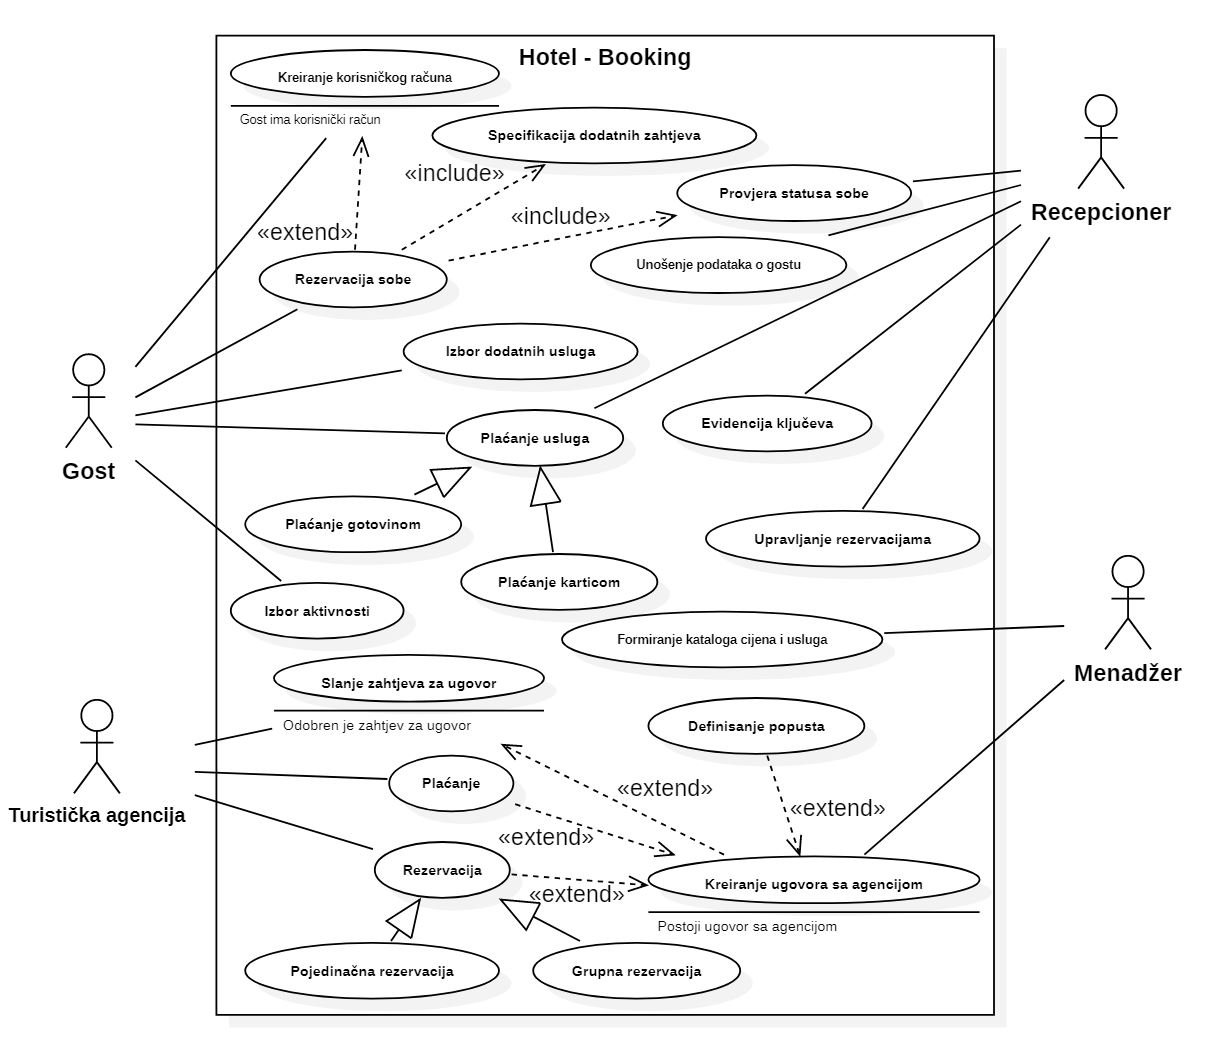 Hotel - Booking
Kreiranje korisničkog računa
Gost ima korisnički račun
Specifikacija dodatnih zahtjeva
«include»
Provjera statusa sobe
Recepcioner
«include»
«extend»
Unošenje podataka o gostu
Rezervacija sobe
Izbor dodatnih usluga
Evidencija ključeva
Plaćanje usluga
Gost
Plaćanje gotovinom
Upravljanje rezervacijama
Plaćanje karticom
Izbor aktivnosti
Formiranje kataloga cijena i usluga
Menadžer
Slanje zahtjeva za ugovor
Odobren je zahtjev za ugovor
Definisanje popusta
Plaćanje
«extend»
«extend»
Turistička agencija
«extend»
Rezervacija
«extend»
Kreiranje ugovora sa agencijom
Postoji ugovor sa agencijom
Pojedinačna rezervacija
Grupna rezervacija